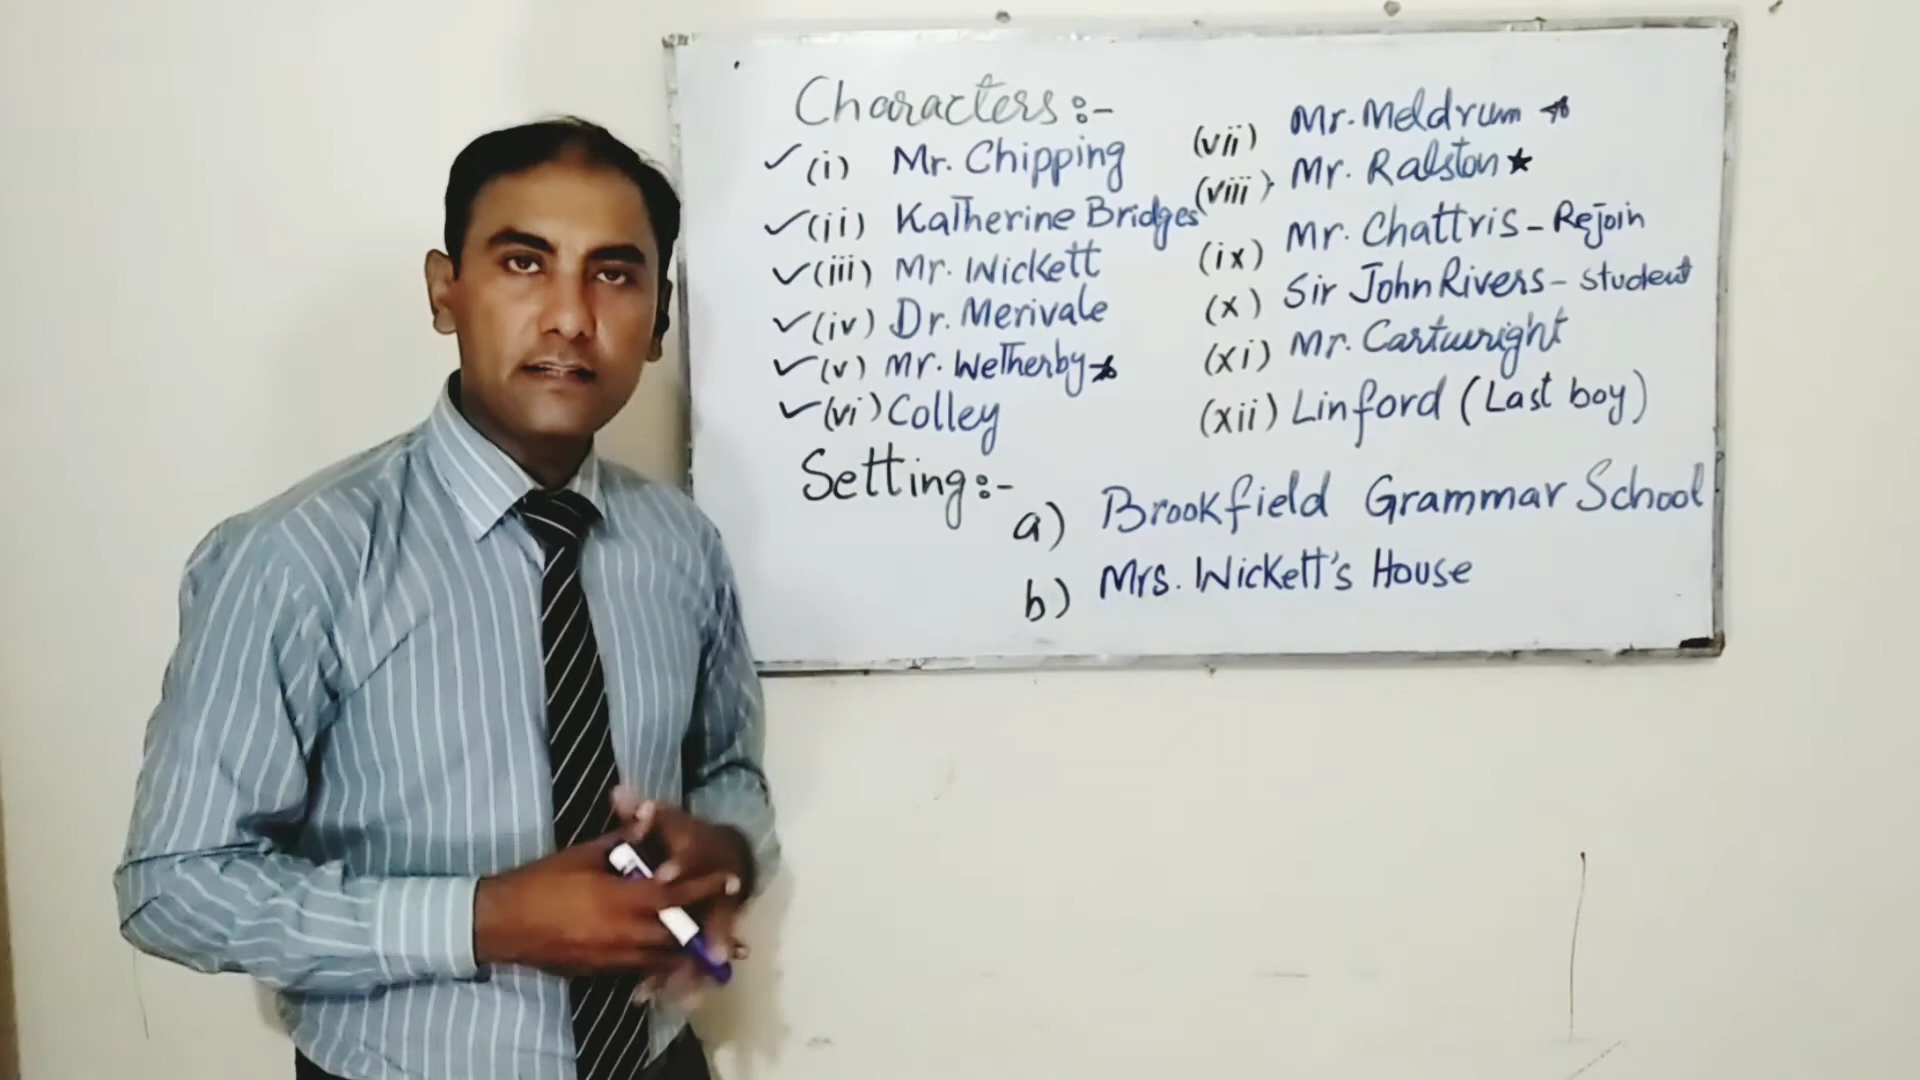 Characters :-
✓ (i) Mr. Chipping
✓ (ii) Katherine Bridges
✓ (iii) Mr. Wickett
✓ (iv) Dr. Merivale
✓ (v) Mr. Wetherby ★
✓ (vi) Colley
(vii) Mr. Meldrum ★
(viii) Mr. Ralston ★
(ix) Mr. Chattris - Rejoin
(x) Sir John Rivers - student
(xi) Mr. Cartwright
(xii) Linford (Last boy)
Setting :-
a) Brookfield Grammar School
b) Mrs. Wickett's House